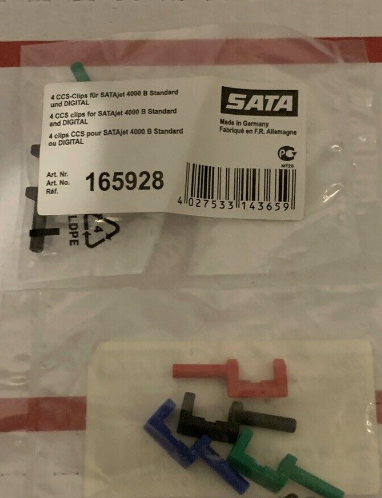 4 CCS-Clips für SATAjet 4000 B Standard
und DIGITAL
4 CCS clips for SATAjet 4000 B Standard
and DIGITAL
4 clips CCS pour SATAjet 4000 B Standard
ou DIGITAL
SATA
Made in Germany
Fabriqué en F.R. Allemagne
Art. Nr.
Art. No.
Réf.
165928
4 027533 143659
4
LDPE